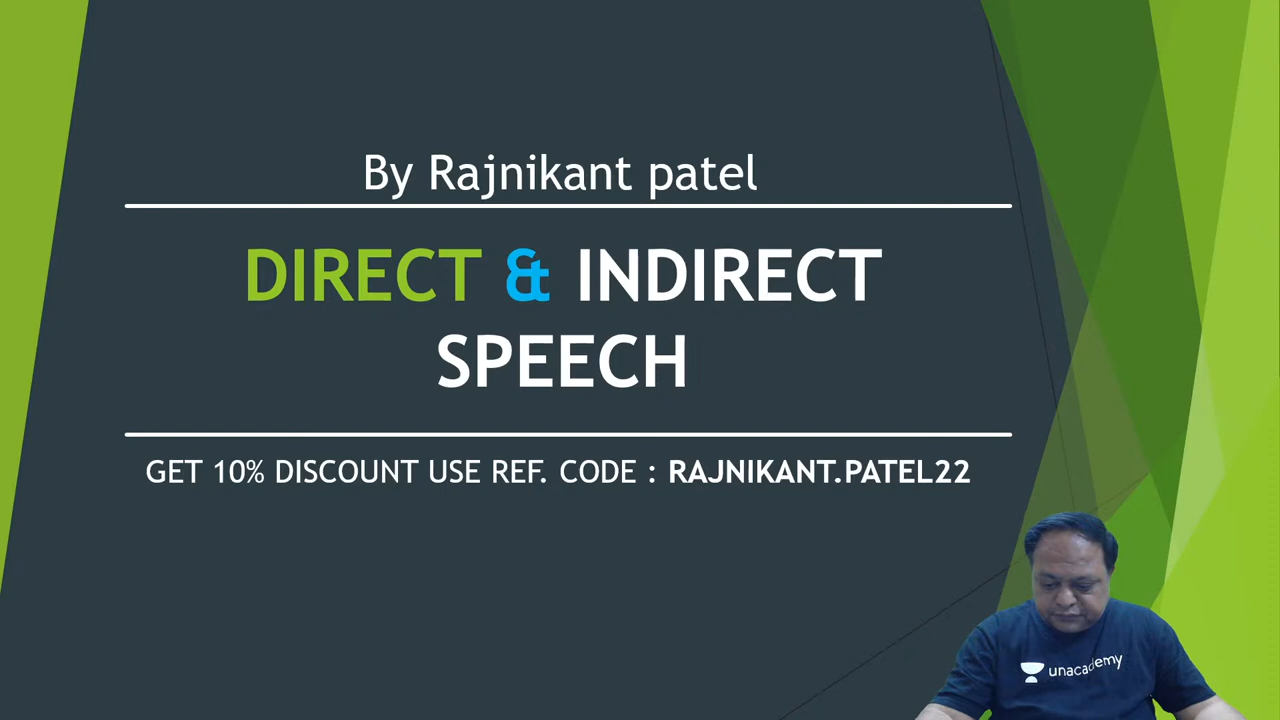 By Rajnikant patel
DIRECT & INDIRECT
SPEECH
GET 10% DISCOUNT USE REF. CODE : RAJNIKANT.PATEL22
unacademy